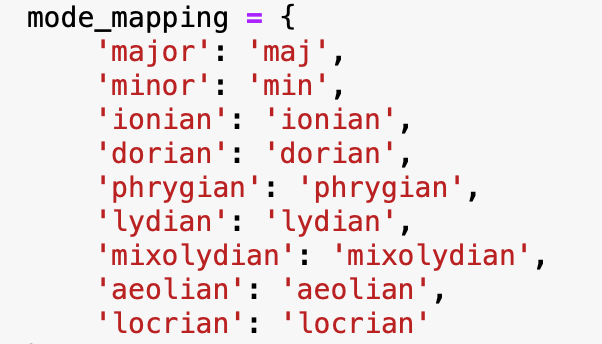 mode_mapping = {
    'major': 'maj',
    'minor': 'min',
    'ionian': 'ionian',
    'dorian': 'dorian',
    'phrygian': 'phrygian',
    'lydian': 'lydian',
    'mixolydian': 'mixolydian',
    'aeolian': 'aeolian',
    'locrian': 'locrian'